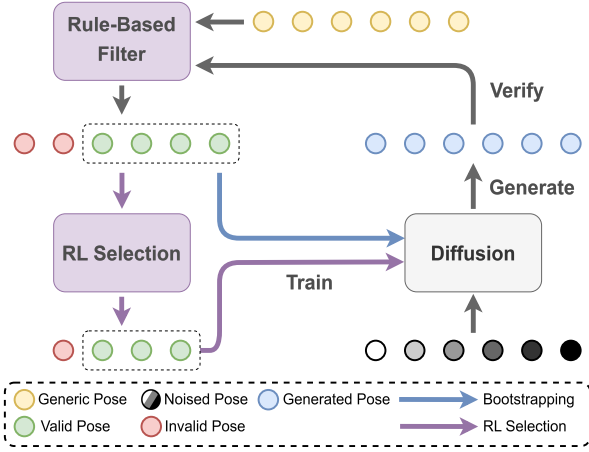 Rule-Based
Filter
Verify
Generate
RL Selection
Diffusion
Train
Generic Pose
Noised Pose
Generated Pose
Bootstrapping
Valid Pose
Invalid Pose
RL Selection